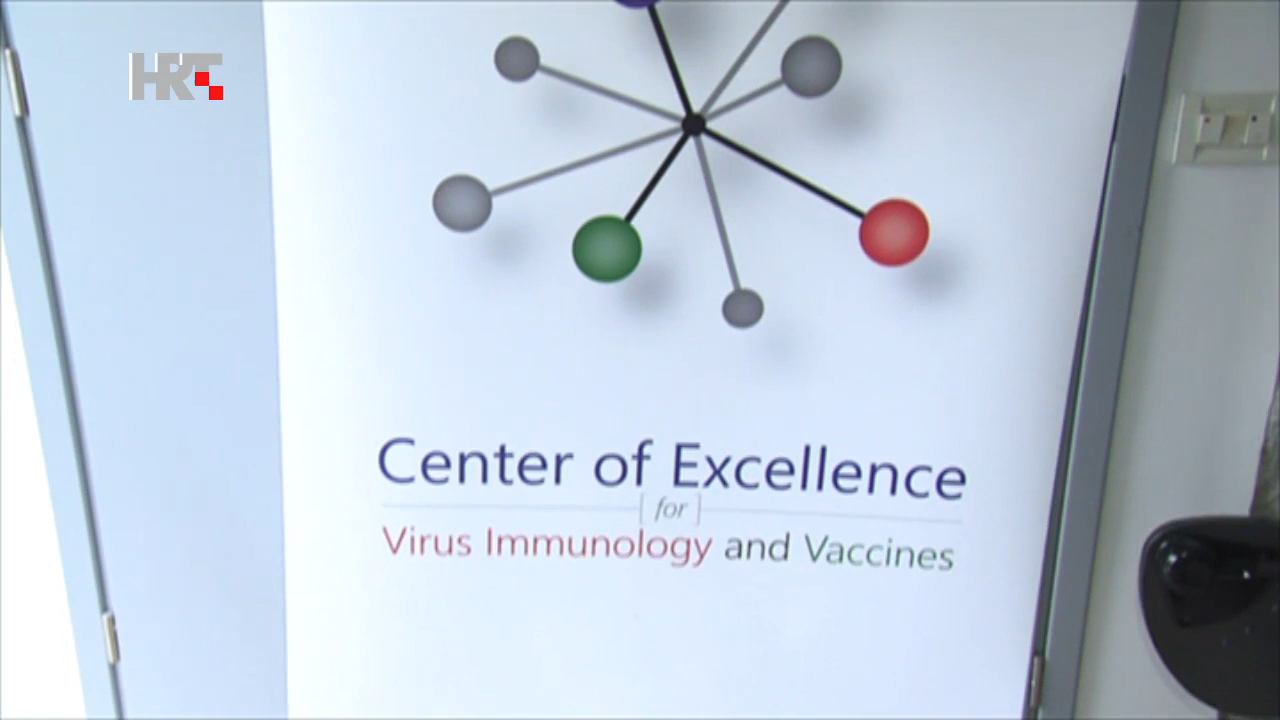 HRT
Center of Excellence
[ for ]
Virus Immunology and Vaccines